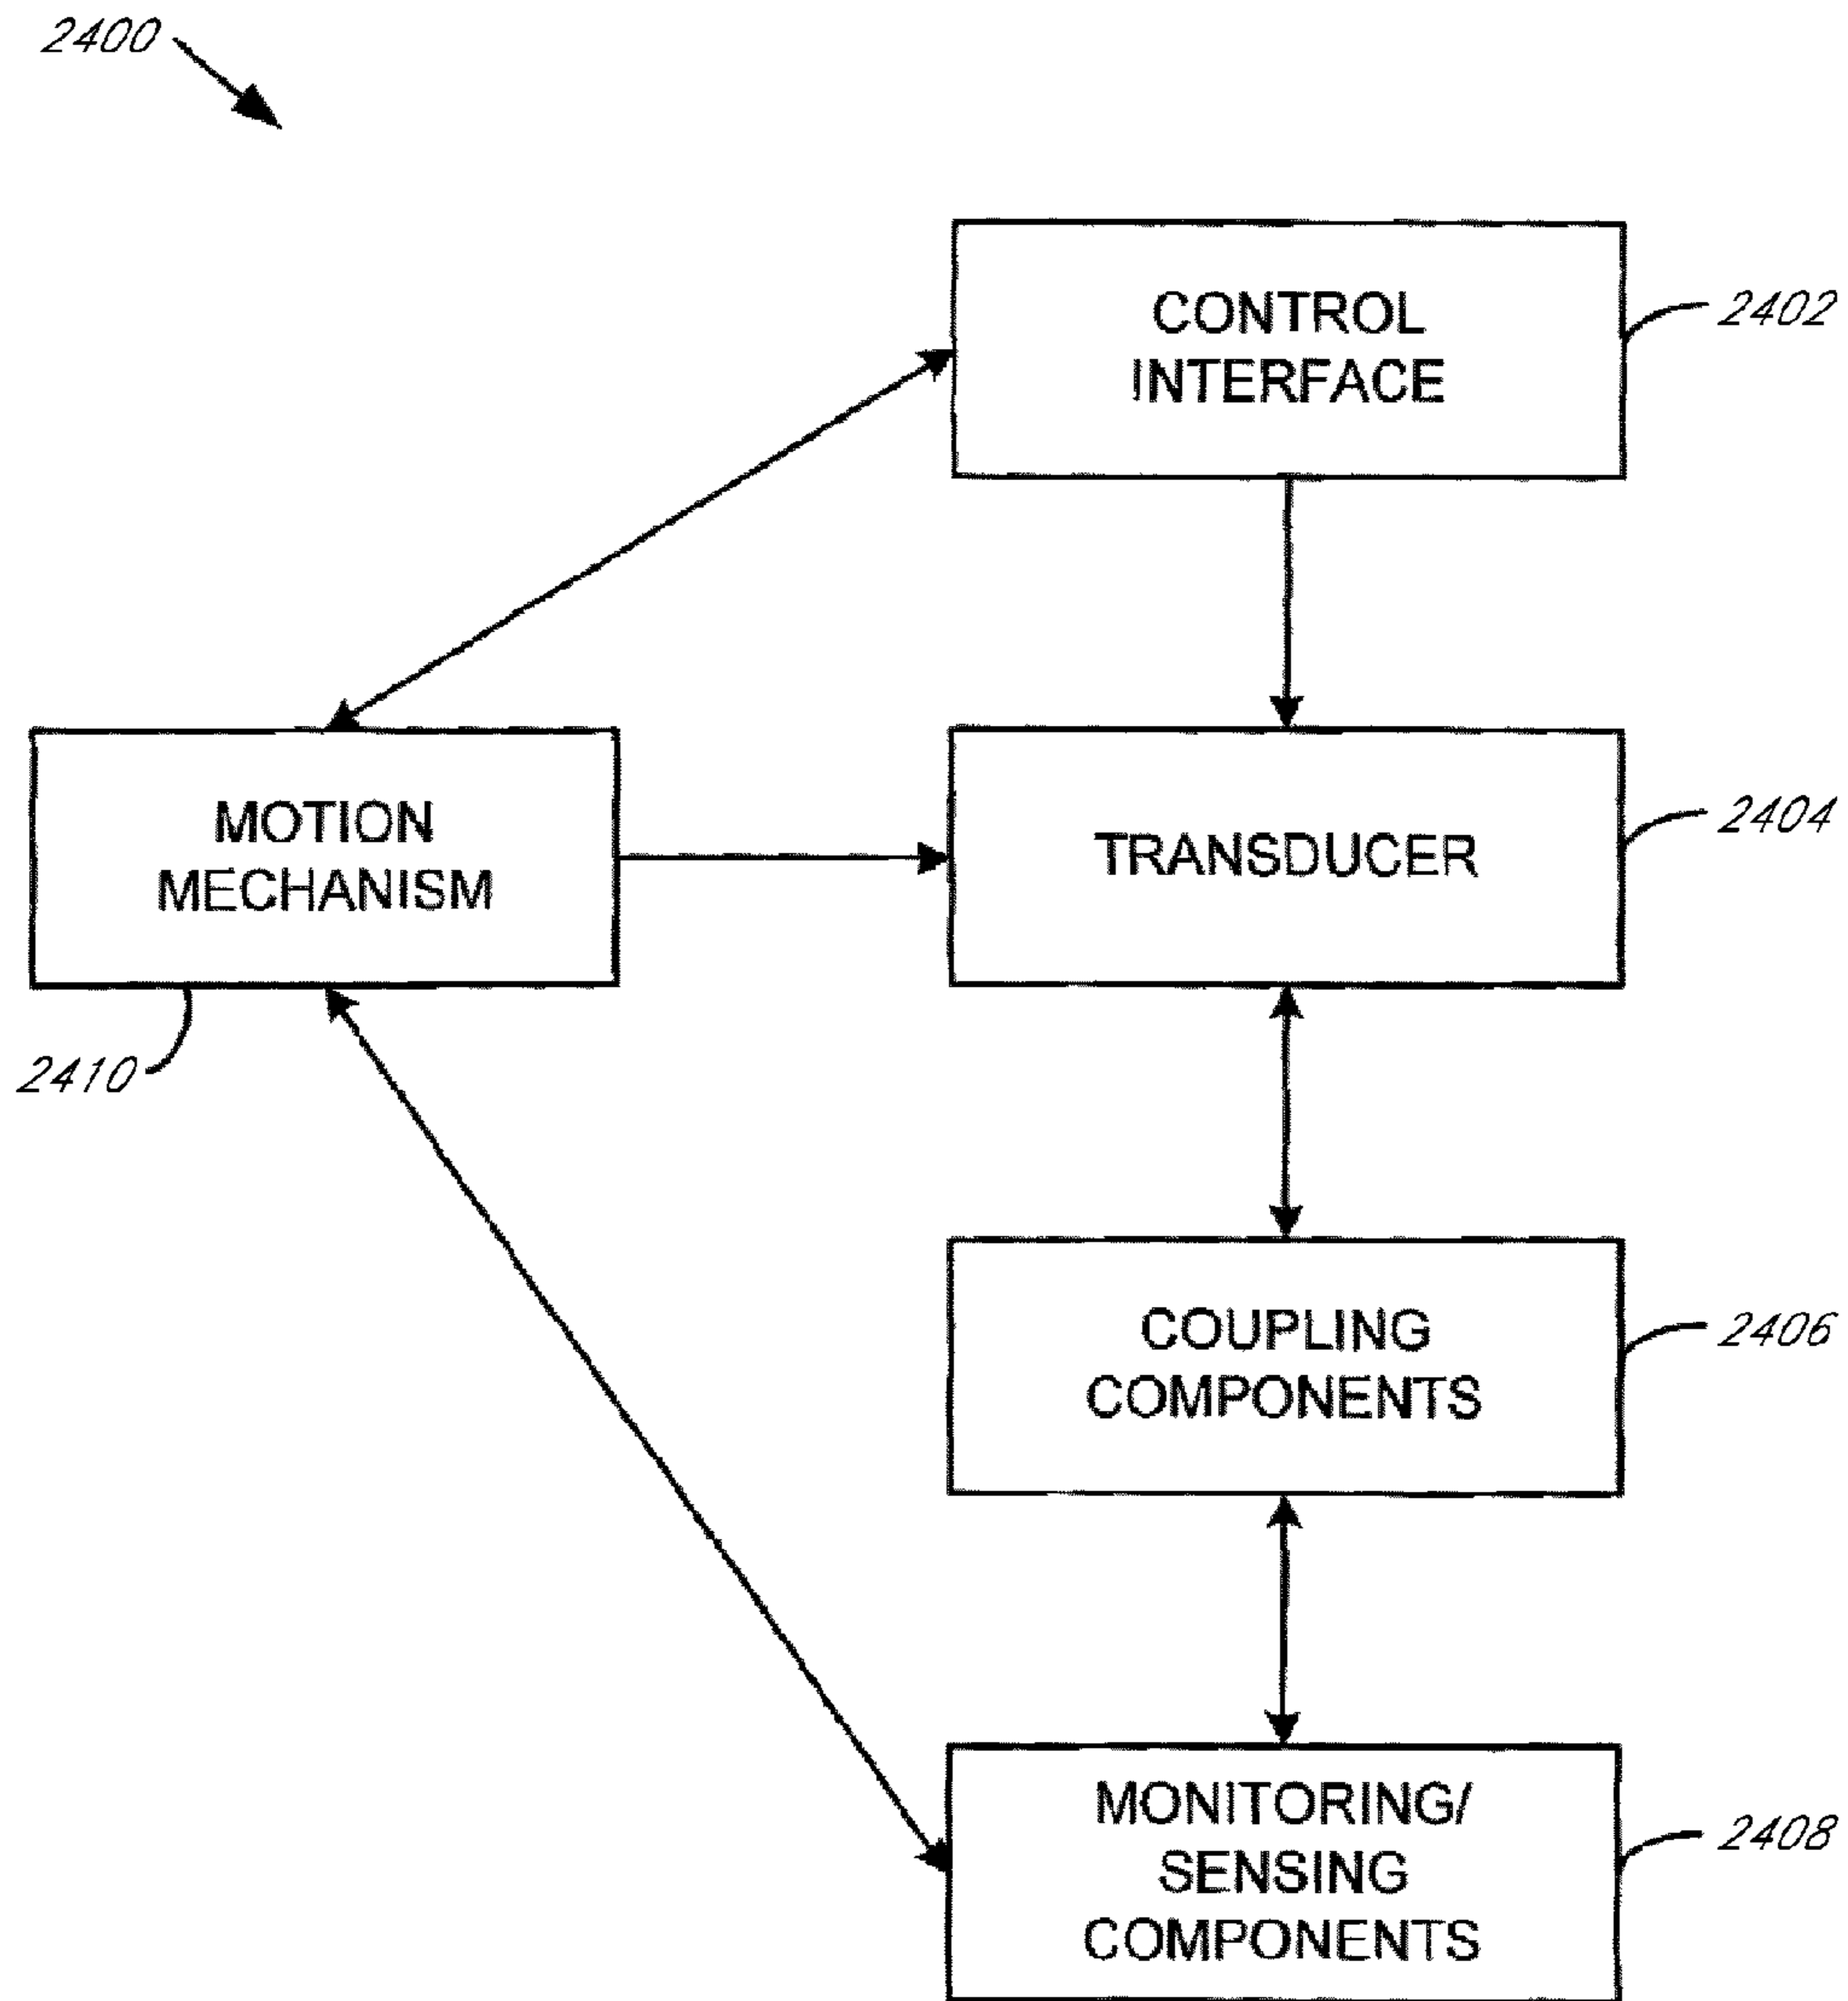 2400
CONTROL
INTERFACE
2402
MOTION
MECHANISM
2410
TRANSDUCER
2404
COUPLING
COMPONENTS
2406
MONITORING/
SENSING
COMPONENTS
2408